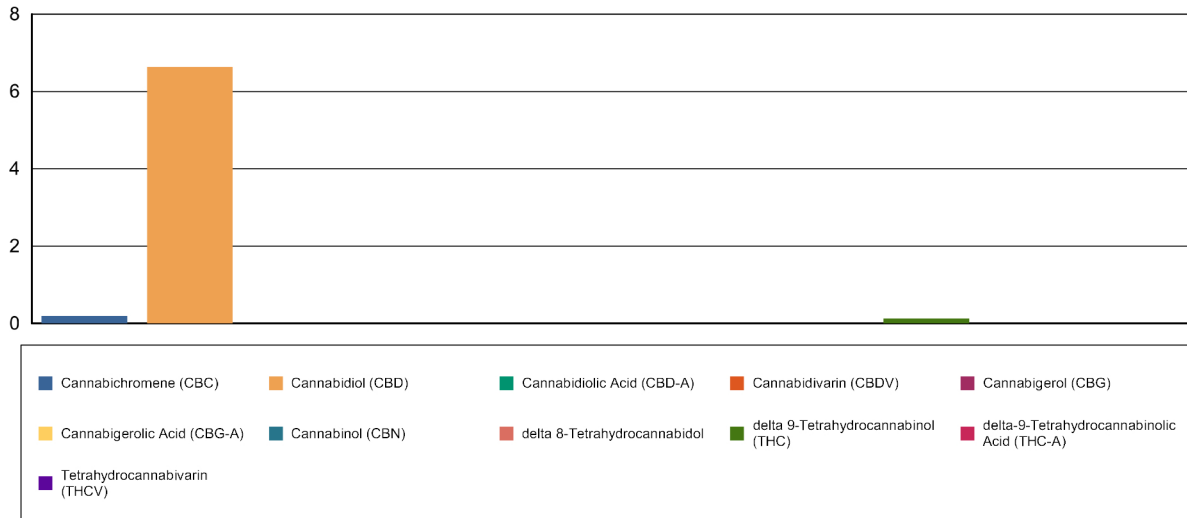 8
6
4
2
0
Cannabichromene (CBC)
Cannabidiol (CBD)
Cannabidiolic Acid (CBD-A)
Cannabidivarin (CBDV)
Cannabigerol (CBG)
Cannabigerolic Acid (CBG-A)
Cannabinol (CBN)
delta 8-Tetrahydrocannabidol
delta 9-Tetrahydrocannabinol
(THC)
delta-9-Tetrahydrocannabinolic
Acid (THC-A)
Tetrahydrocannabivarin
(THCV)